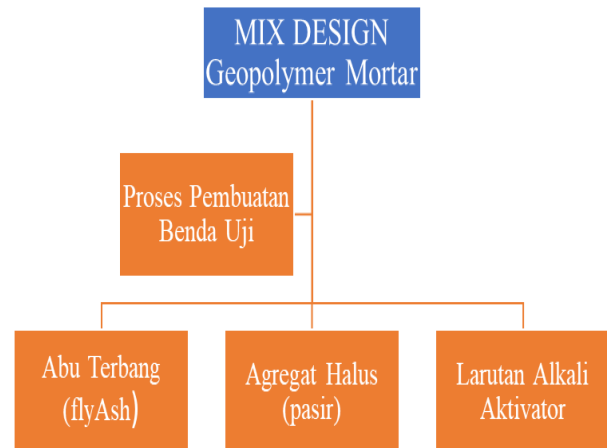 MIX DESIGN
Geopolymer Mortar
Proses Pembuatan
Benda Uji
Abu Terbang
(flyAsh)
Agregat Halus
(pasir)
Larutan Alkali
Aktivator